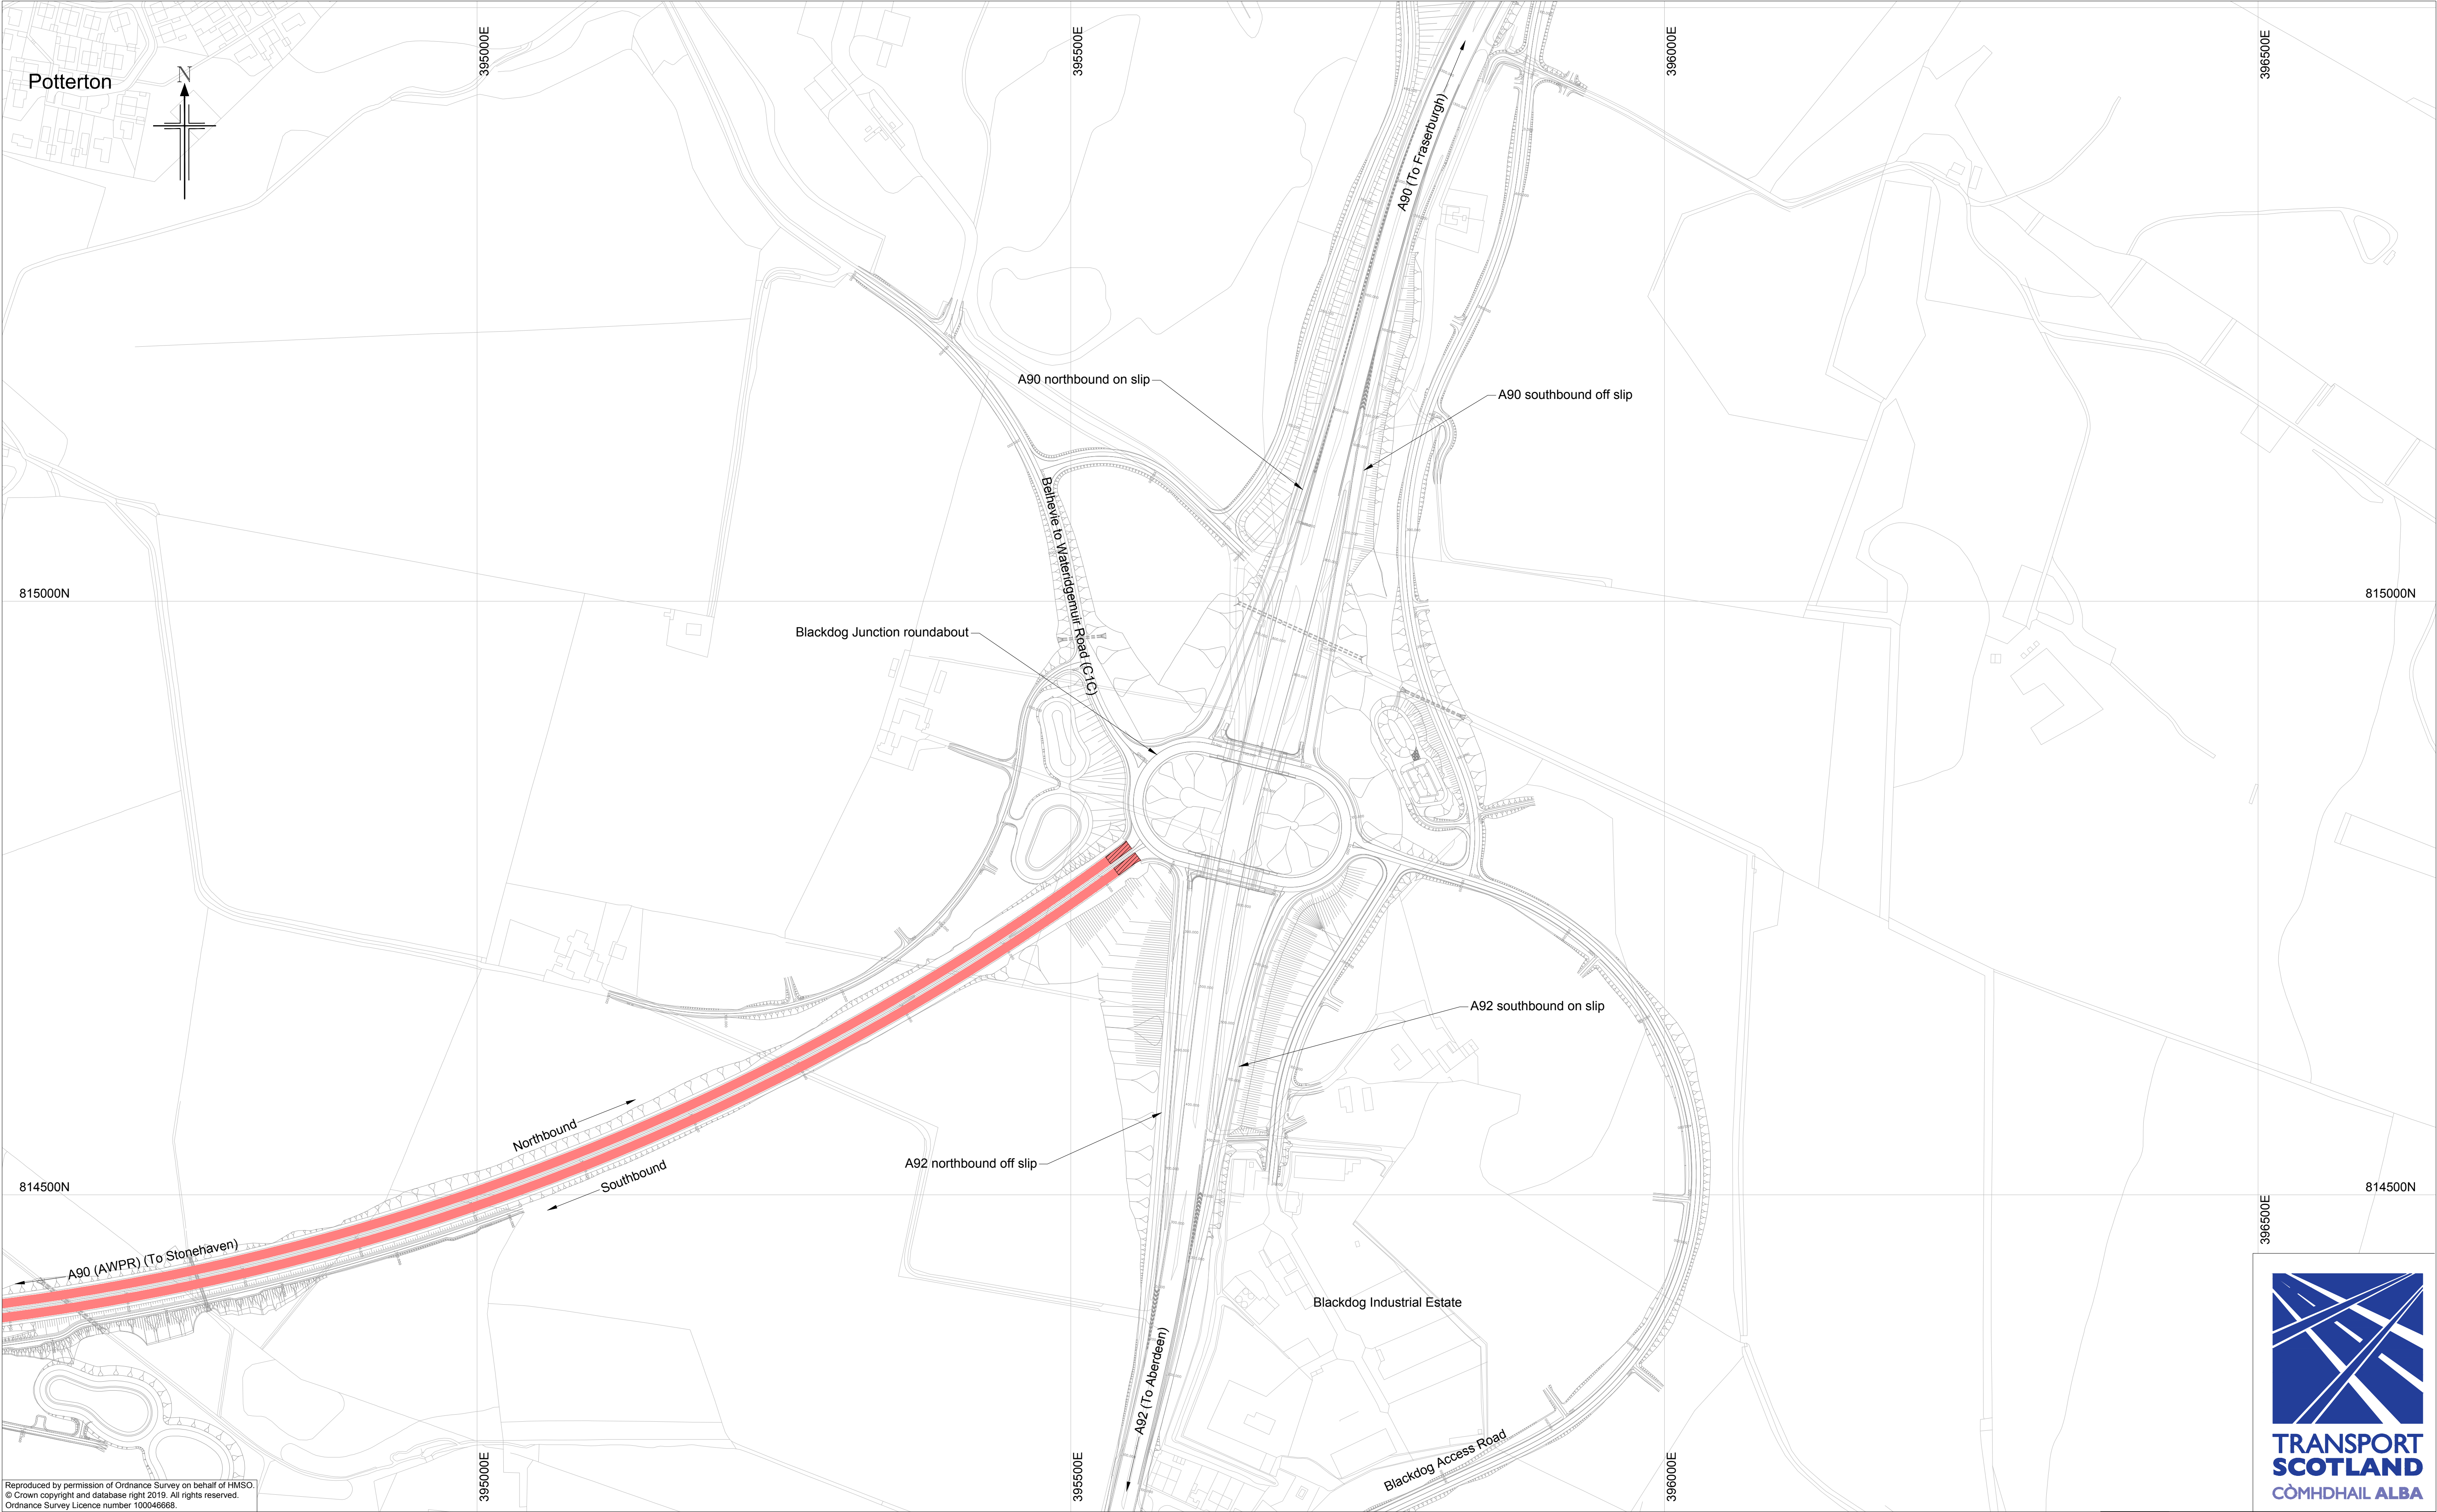 395000E
395500E
396000E
396500E
Potterton
N
A90 (To Fraserburgh)
A90 northbound on slip
A90 southbound off slip
Belhevie to Wateridgemuir Road (C1C)
815000N
815000N
Blackdog Junction roundabout
A92 southbound on slip
Northbound
Southbound
A92 northbound off slip
814500N
814500N
396500E
A90 (AWPR) (To Stonehaven)
Blackdog Industrial Estate
A92 (To Aberdeen)
Blackdog Access Road
395000E
395500E
396000E
Reproduced by permission of Ordnance Survey on behalf of HMSO.
© Crown copyright and database right 2019. All rights reserved.
Ordnance Survey Licence number 100046668.
TRANSPORT
SCOTLAND
CÒMHDHAIL ALBA